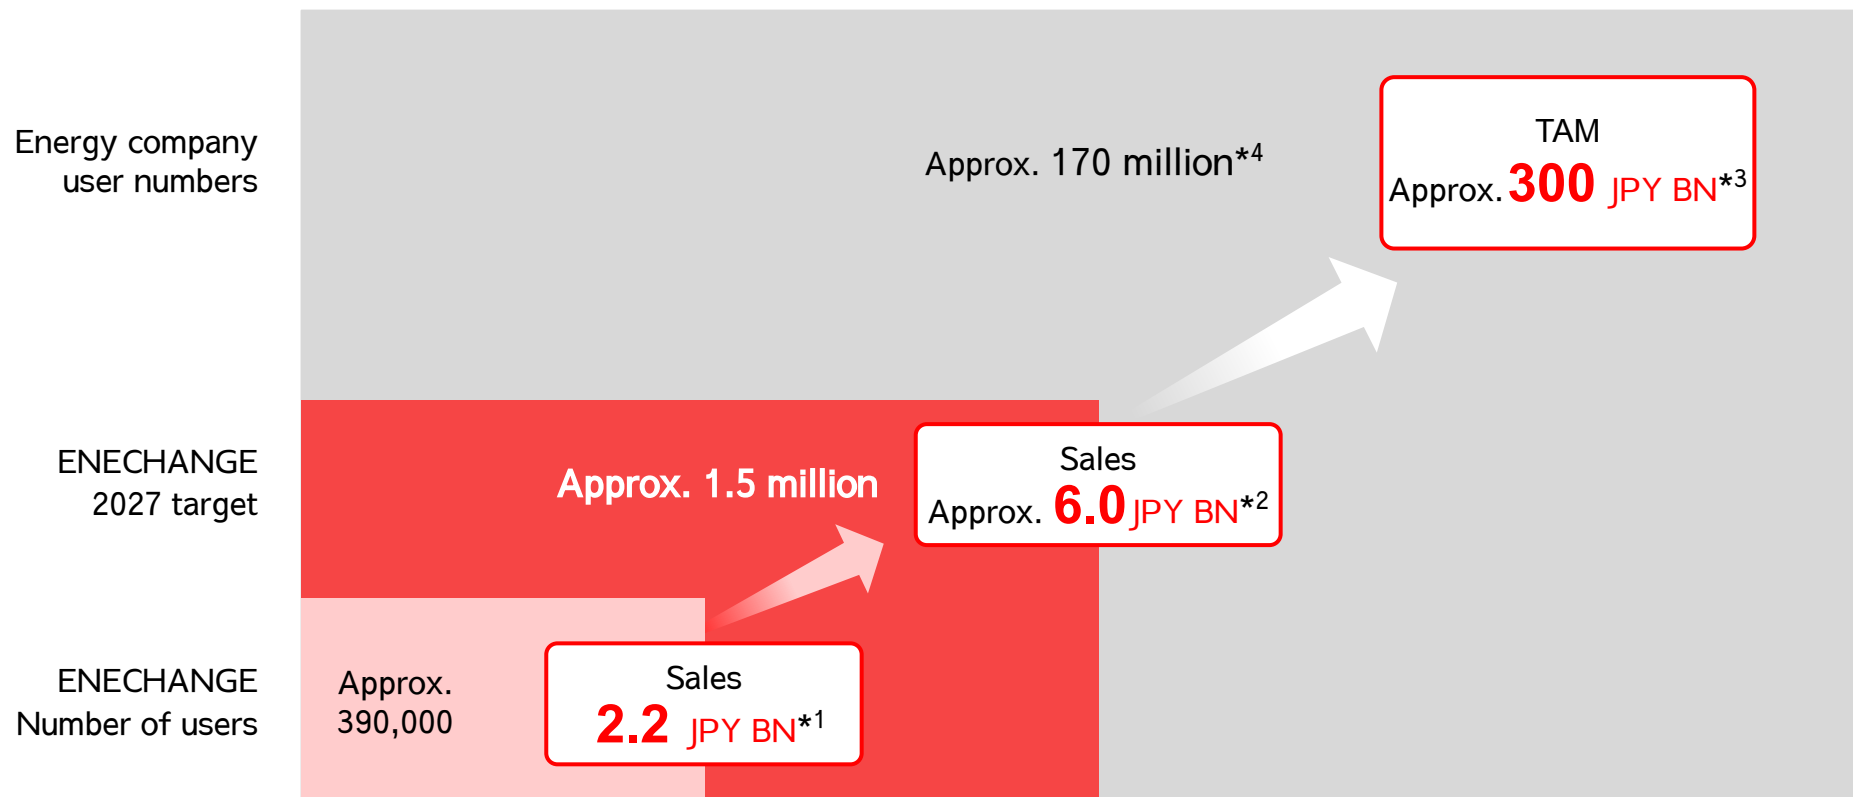 Energy company
user numbers
Approx. 170 million*4
TAM
Approx. 300 JPY BN*3
ENECHANGE
2027 target
Approx. 1.5 million
Sales
Approx. 6.0 JPY BN*2
ENECHANGE
Number of users
Approx.
390,000
Sales
2.2 JPY BN*1